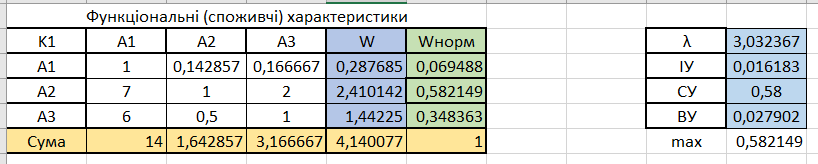 Функціональні (споживчі) характеристики
К1 А1 А2 А3 W Wнорм λ 3,032367
А1 1 0,142857 0,166667 0,287685 0,069488 ІУ 0,016183
А2 7 1 2 2,410142 0,582149 СУ 0,58
А3 6 0,5 1 1,44225 0,348363 ВУ 0,027902
Сума 14 1,642857 3,166667 4,140077 1 max 0,582149